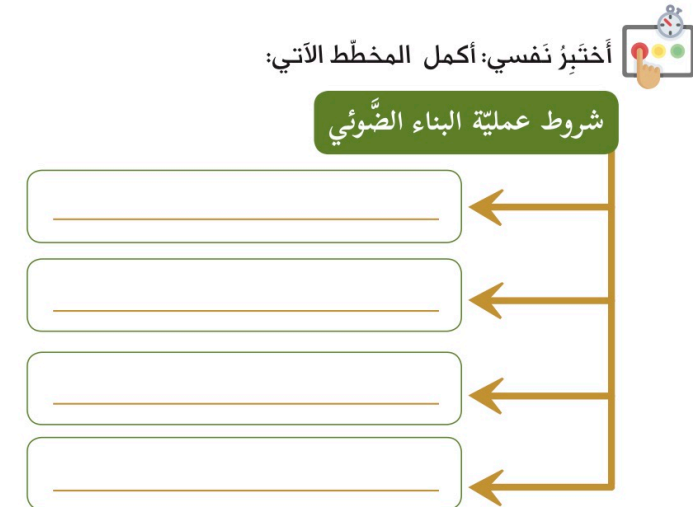 أَختَبِرُ نَفسي: أكمل المخطّط الآتي:
شروط عمليّة البناء الضَّوئي